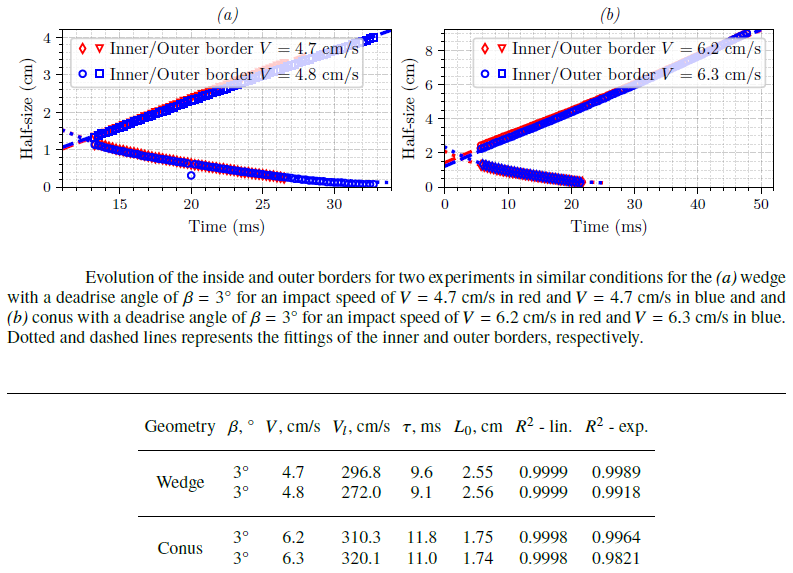 (a)
(b)
Inner/Outer border V = 4.7 cm/s
Inner/Outer border V = 4.8 cm/s
Half-size (cm)
4
3
2
1
0
15
20
25
30
Time (ms)
Inner/Outer border V = 6.2 cm/s
Inner/Outer border V = 6.3 cm/s
Half-size (cm)
8
6
4
2
0
0
10
20
30
40
50
Time (ms)
Evolution of the inside and outer borders for two experiments in similar conditions for the (a) wedge
with a deadrise angle of β = 3° for an impact speed of V = 4.7 cm/s in red and V = 4.7 cm/s in blue and and
(b) conus with a deadrise angle of β = 3° for an impact speed of V = 6.2 cm/s in red and V = 6.3 cm/s in blue.
Dotted and dashed lines represents the fittings of the inner and outer borders, respectively.
Geometry β, ° V, cm/s V_l, cm/s τ, ms L₀, cm R² - lin. R² - exp.
Wedge
3° 4.7 296.8 9.6 2.55 0.9999 0.9989
3° 4.8 272.0 9.1 2.56 0.9999 0.9918
Conus
3° 6.2 310.3 11.8 1.75 0.9998 0.9964
3° 6.3 320.1 11.0 1.74 0.9998 0.9821